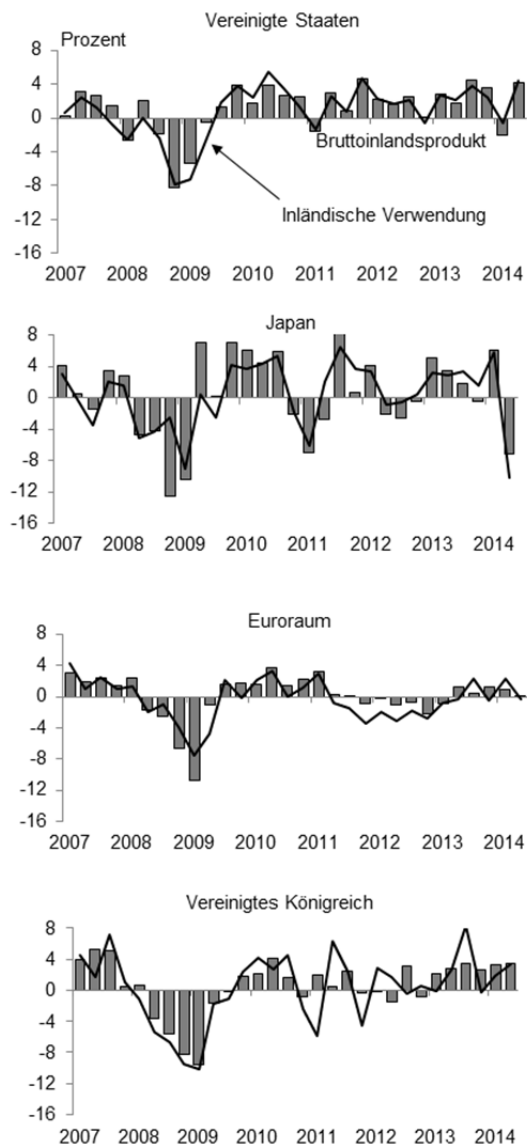 Vereinigte Staaten
Prozent
8
4
0
-4
-8
-12
-16
Bruttoinlandsprodukt
Inländische Verwendung
2007 2008 2009 2010 2011 2012 2013 2014
Japan
8
4
0
-4
-8
-12
-16
2007 2008 2009 2010 2011 2012 2013 2014
Euroraum
8
4
0
-4
-8
-12
-16
2007 2008 2009 2010 2011 2012 2013 2014
Vereinigtes Königreich
8
4
0
-4
-8
-12
-16
2007 2008 2009 2010 2011 2012 2013 2014